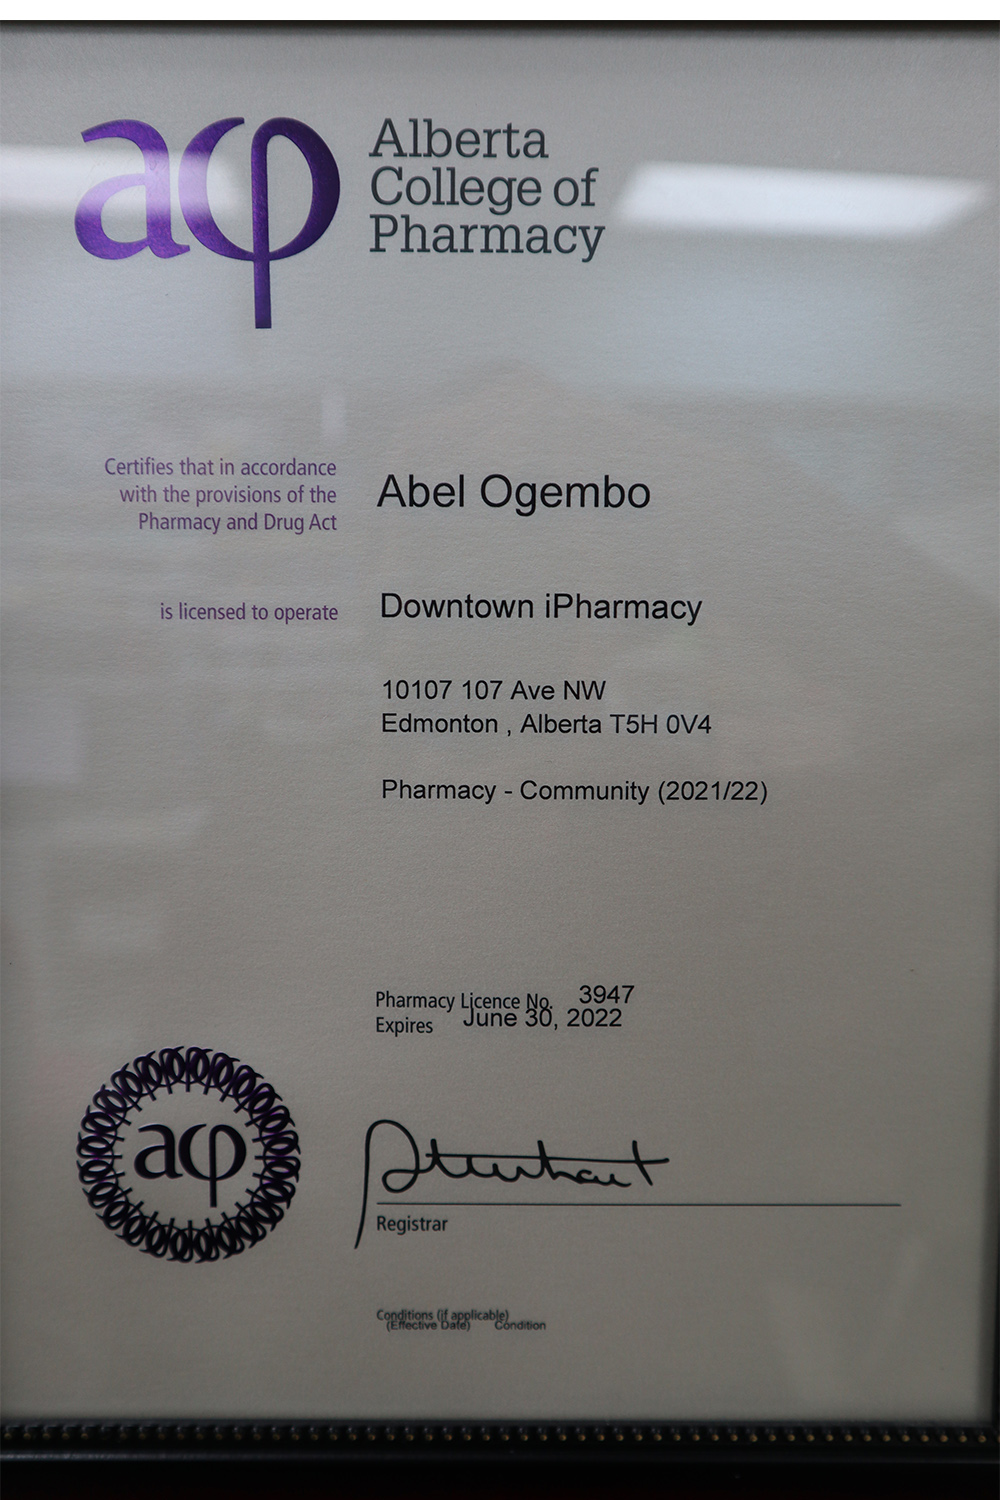 acp
Alberta
College of
Pharmacy
Certifies that in accordance
with the provisions of the
Pharmacy and Drug Act
Abel Ogembo
is licensed to operate
Downtown iPharmacy
10107 107 Ave NW
Edmonton , Alberta T5H 0V4
Pharmacy - Community (2021/22)
Pharmacy Licence No. 3947
Expires June 30, 2022
acp
Registrar
Conditions (if applicable)
(Effective Date) Condition